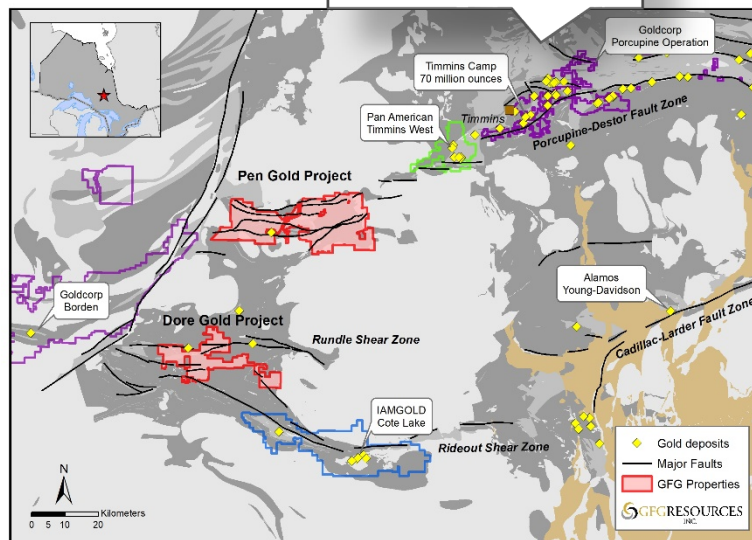 Goldcorp
Porcupine Operation
Timmins Camp
70 million ounces
Pan American
Timmins West
Timmins
Porcupine-Destor Fault Zone
Pen Gold Project
Goldcorp
Borden
Alamos
Young-Davidson
Dore Gold Project
Rundle Shear Zone
Cadillac-Larder Fault Zone
IAMGOLD
Cote Lake
Rideout Shear Zone
N
Kilometers
0 5 10 20
Gold deposits
Major Faults
GFG Properties
GFG RESOURCES
INC.